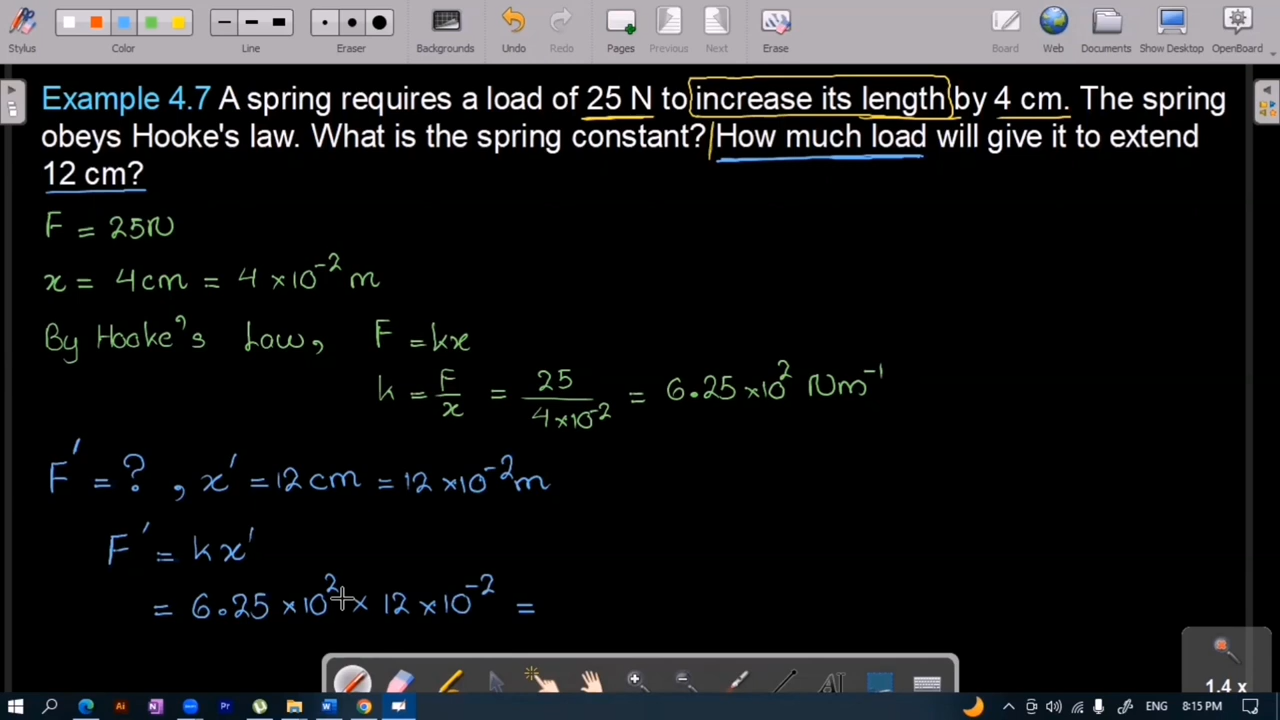 Stylus Color Line Eraser Backgrounds Undo Redo Pages Previous Next Erase Board Web Documents Show Desktop OpenBoard
Example 4.7 A spring requires a load of 25 N to increase its length by 4 cm. The spring
obeys Hooke's law. What is the spring constant? How much load will give it to extend
12 cm?
F = 25N
x = 4cm = 4 ×10⁻² m
By Hooke's Law, F = kx
k = F/x = 25/(4×10⁻²) = 6.25×10² Nm⁻¹
F' = ? , x' = 12cm = 12 ×10⁻² m
F' = kx'
= 6.25 ×10² × 12 ×10⁻² =
1.4 x
ENG 8:15 PM